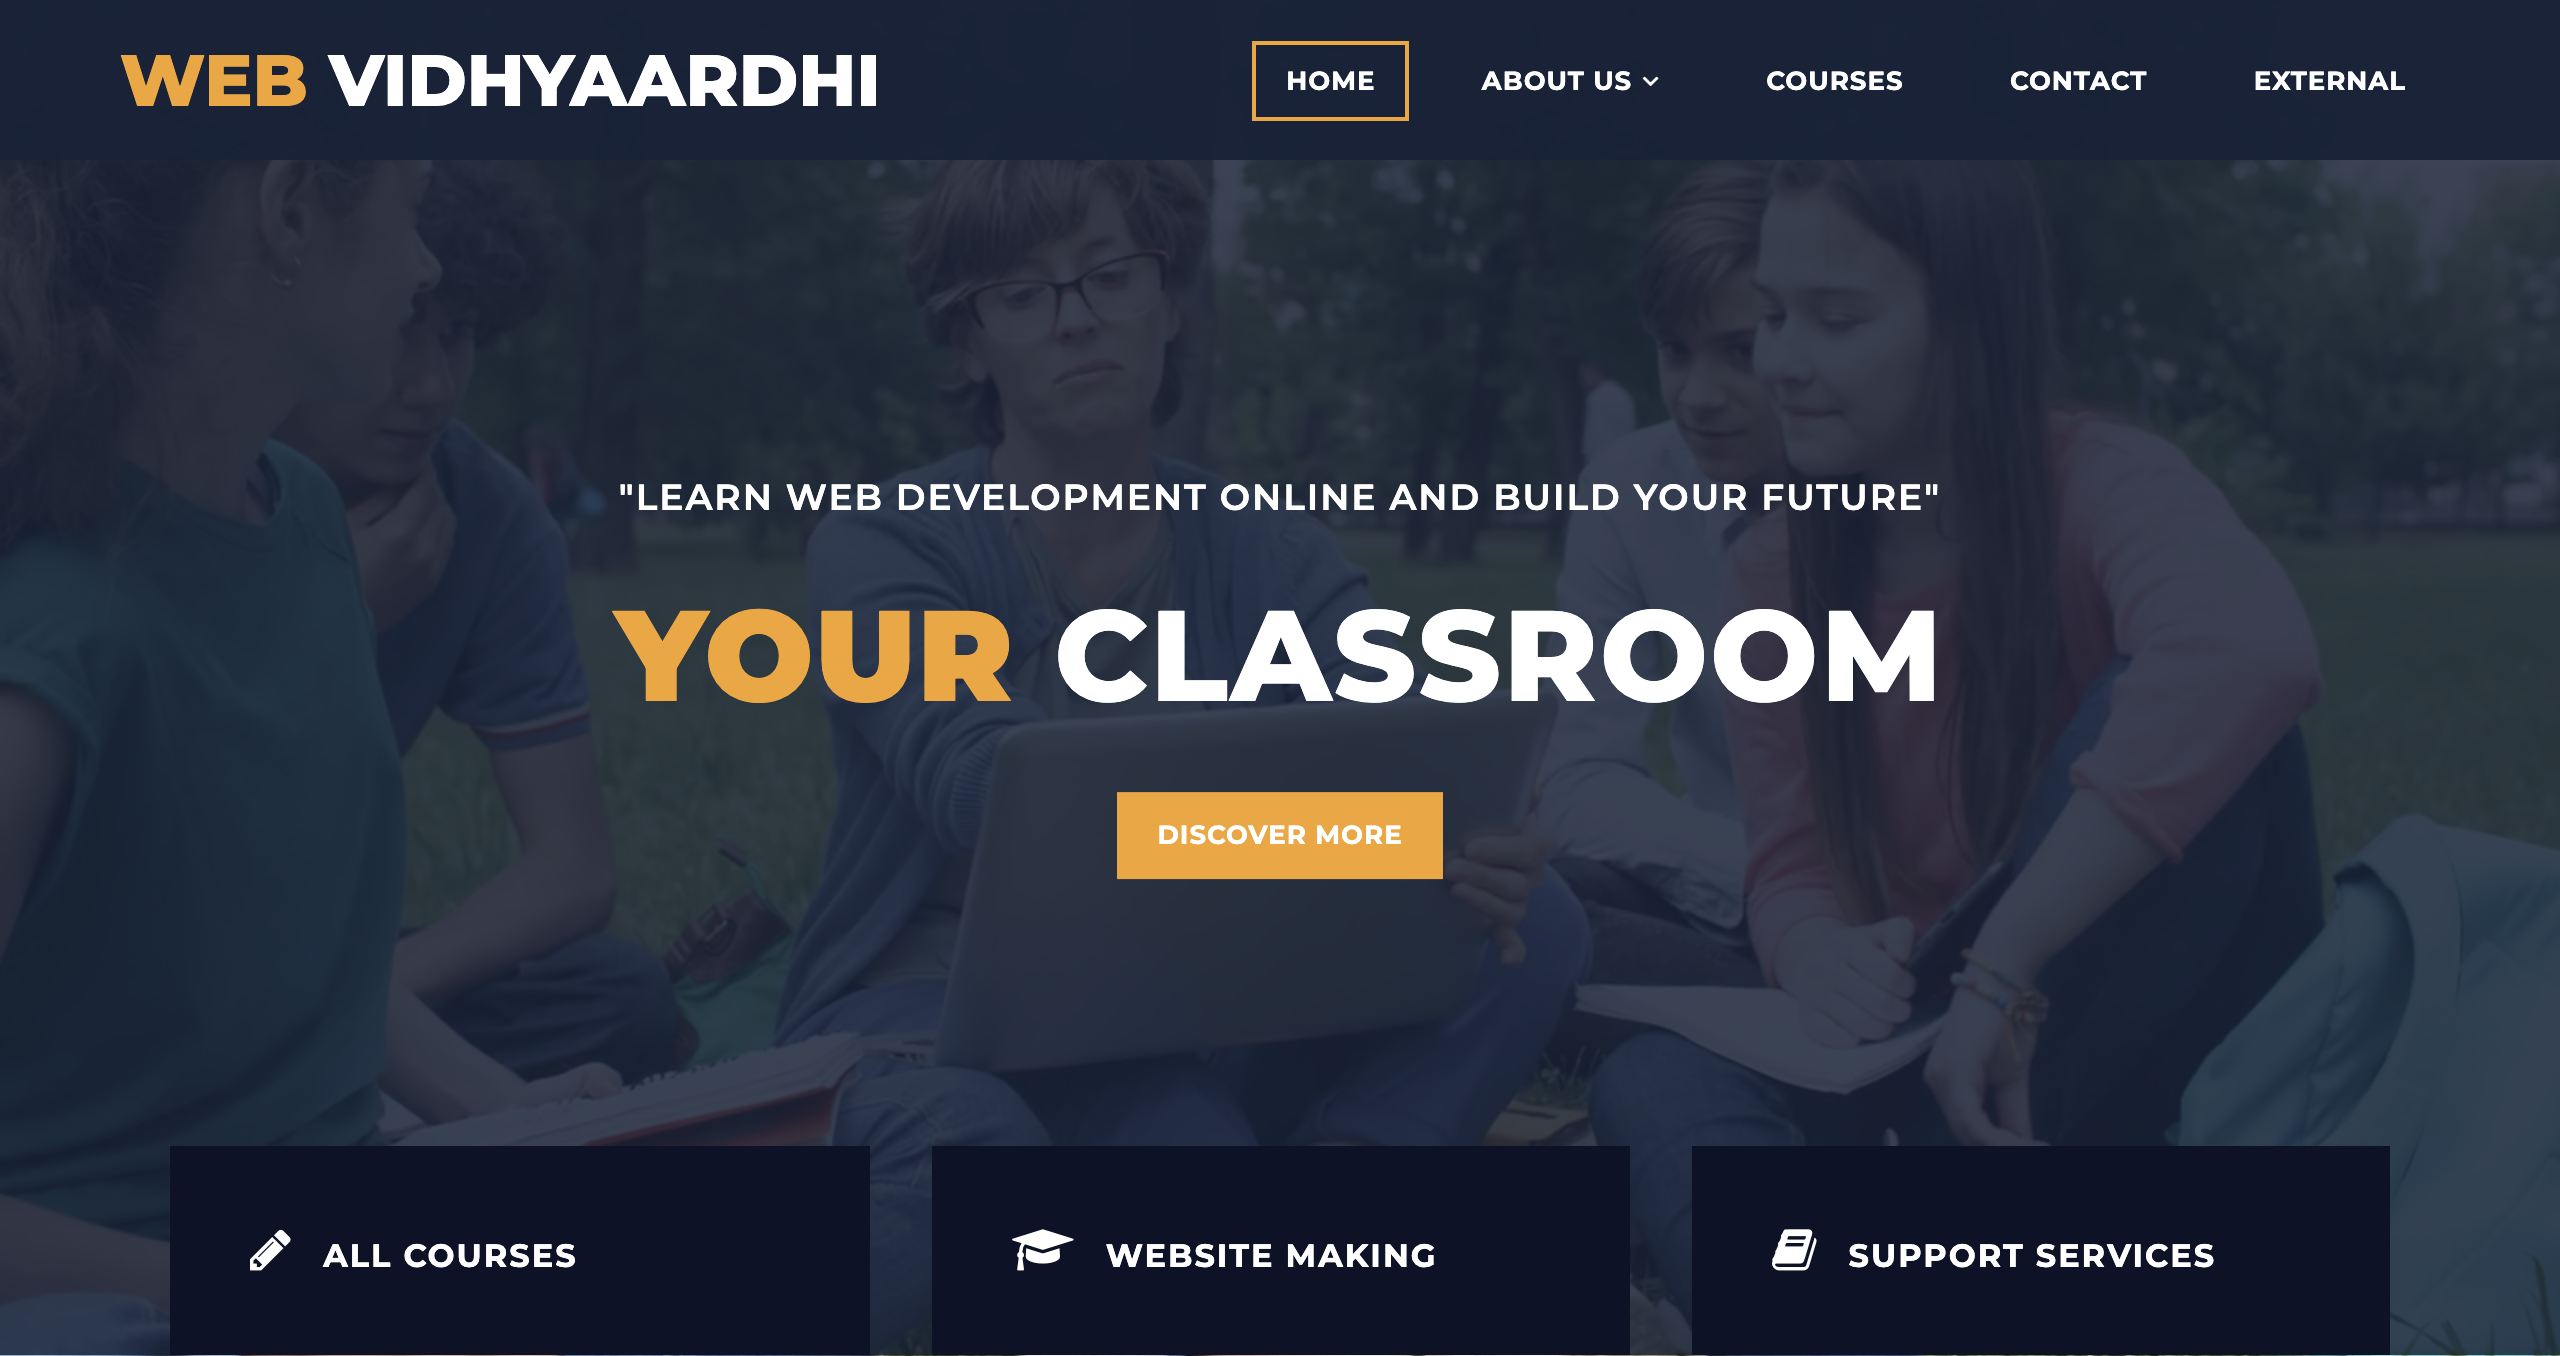 WEB VIDHYAARDHI
HOME
ABOUT US
COURSES
CONTACT
EXTERNAL
"LEARN WEB DEVELOPMENT ONLINE AND BUILD YOUR FUTURE"
YOUR CLASSROOM
DISCOVER MORE
ALL COURSES
WEBSITE MAKING
SUPPORT SERVICES